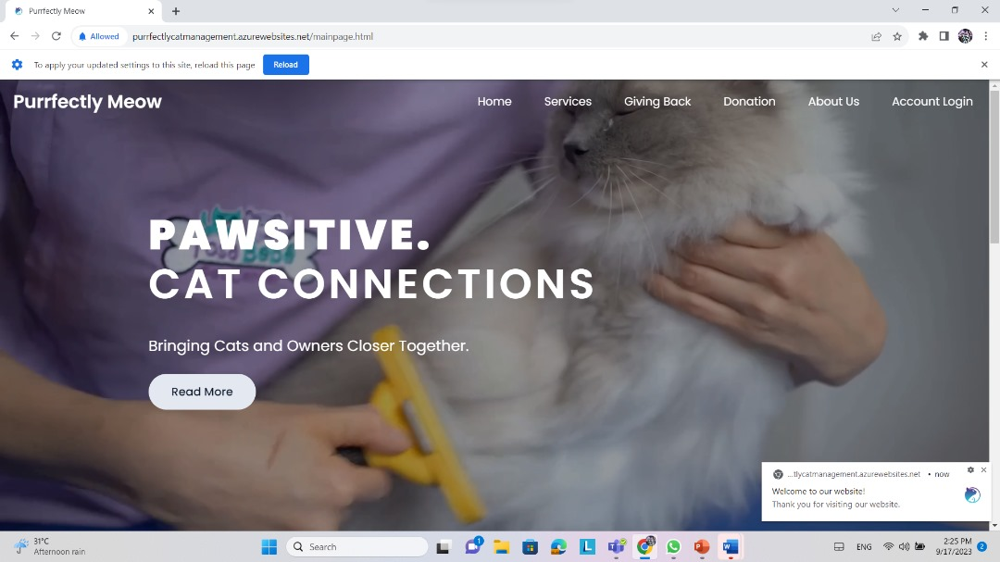 Purrfectly Meow
Allowed
purrfectlycatmanagement.azurewebsites.net/mainpage.html
To apply your updated settings to this site, reload this page
Reload
Purrfectly Meow
Home
Services
Giving Back
Donation
About Us
Account Login
PAWSITIVE.
CAT CONNECTIONS
Bringing Cats and Owners Closer Together.
Read More
...tlycatmanagement.azurewebsites.net • now
Welcome to our website!
Thank you for visiting our website.
31°C
Afternoon rain
Search
1
ENG
2:25 PM
9/17/2023
2